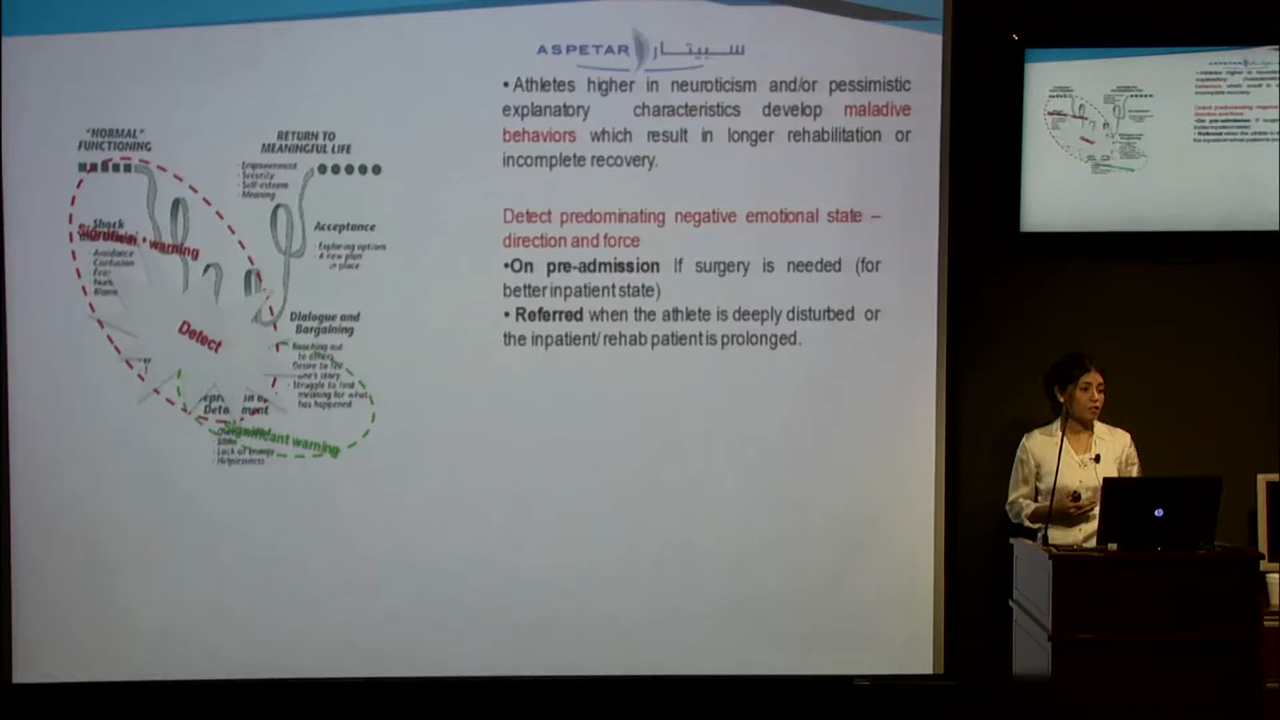 ASPETAR سبيتار
• Athletes higher in neuroticism and/or pessimistic
explanatory characteristics develop maladive
behaviors which result in longer rehabilitation or
incomplete recovery.
Detect predominating negative emotional state –
direction and force
•On pre-admission If surgery is needed (for
better inpatient state)
• Referred when the athlete is deeply disturbed or
the inpatient/ rehab patient is prolonged.
"NORMAL"
FUNCTIONING
RETURN TO
MEANINGFUL LIFE
· Empowerment
· Security
· Self-esteem
· Meaning
Shock
warning
· Avoidance
· Confusion
· Fear
· Blame
Acceptance
· Exploring options
· A new plan
in place
Detect
Dialogue and
Bargaining
· Reaching out
to others
· Desire to tell
one's story
· Struggle to find
meaning for what
has happened
Significant warning
· Lack of energy
· Helplessness
hp